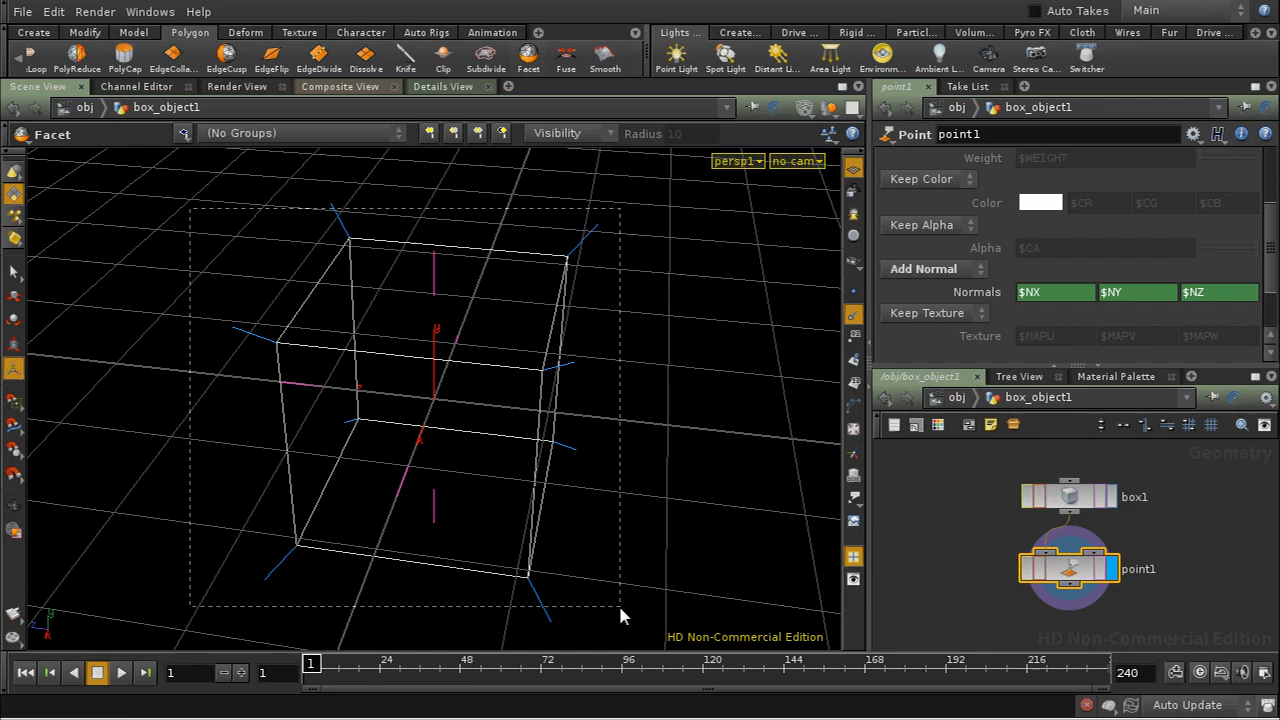 File Edit Render Windows Help Auto Takes Main
Create Modify Model Polygon Deform Texture Character Auto Rigs Animation Lights ... Create... Drive ... Rigid ... Particl... Volum... Pyro FX Cloth Wires Fur Drive ...
:Loop PolyReduce PolyCap EdgeColla... EdgeCusp EdgeFlip EdgeDivide Dissolve Knife Clip Subdivide Facet Fuse Smooth Point Light Spot Light Distant Li... Area Light Environm... Ambient L... Camera Stereo Ca... Switcher
Scene View Channel Editor Render View Composite View Details View point1 Take List
obj box_object1 obj box_object1
Facet (No Groups) Visibility Radius 10 Point point1
persp1 no cam
Weight $WEIGHT
Keep Color
Color $CR $CG $CB
Keep Alpha
Alpha $CA
Add Normal
Normals $NX $NY $NZ
Keep Texture
Texture $MAPU $MAPV $MAPW
y
x
/obj/box_object1 Tree View Material Palette
obj box_object1
Geometry
box1
point1
HD Non-Commercial Edition
HD Non-Commercial Edition
1 1 1 24 48 72 96 120 144 168 192 216 240
Auto Update